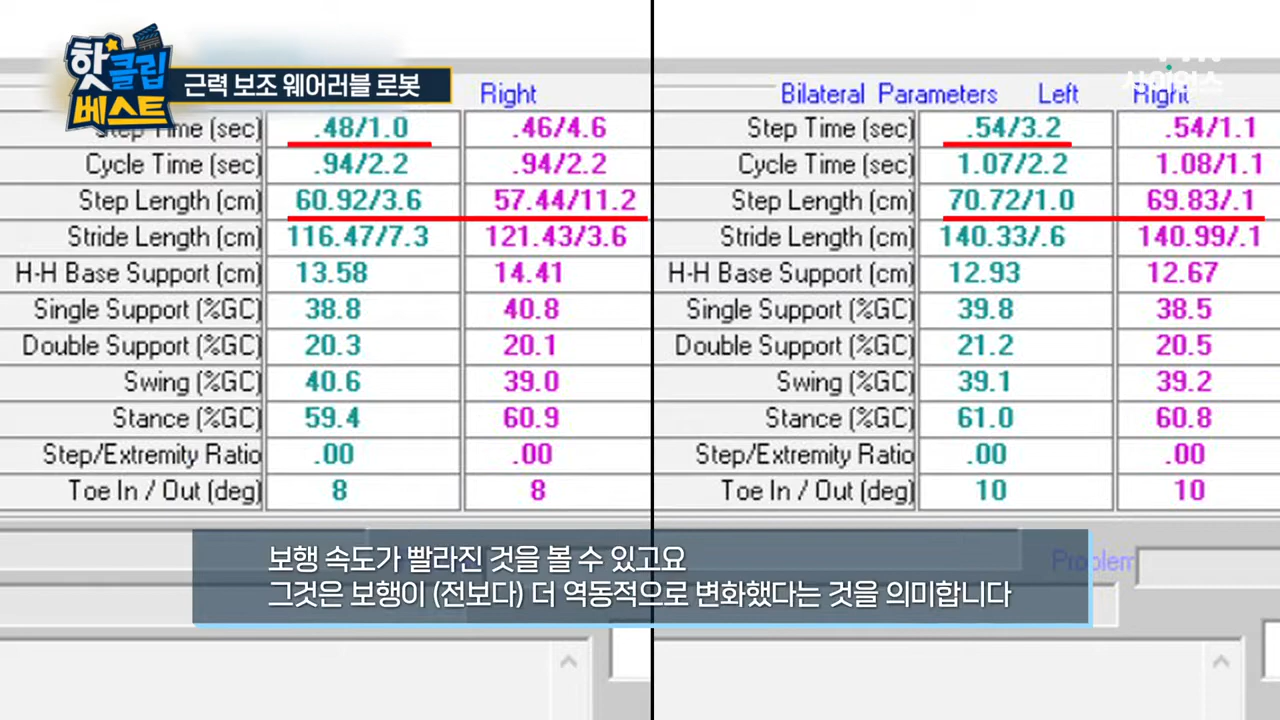 핫클립
베스트
근력 보조 웨어러블 로봇
사이언스
Right
Step Time (sec) .48/1.0 .46/4.6
Cycle Time (sec) .94/2.2 .94/2.2
Step Length (cm) 60.92/3.6 57.44/11.2
Stride Length (cm) 116.47/7.3 121.43/3.6
H-H Base Support (cm) 13.58 14.41
Single Support (%GC) 38.8 40.8
Double Support (%GC) 20.3 20.1
Swing (%GC) 40.6 39.0
Stance (%GC) 59.4 60.9
Step/Extremity Ratio .00 .00
Toe In / Out (deg) 8 8
Bilateral Parameters Left Right
Step Time (sec) .54/3.2 .54/1.1
Cycle Time (sec) 1.07/2.2 1.08/1.1
Step Length (cm) 70.72/1.0 69.83/.1
Stride Length (cm) 140.33/.6 140.99/.1
H-H Base Support (cm) 12.93 12.67
Single Support (%GC) 39.8 38.5
Double Support (%GC) 21.2 20.5
Swing (%GC) 39.1 39.2
Stance (%GC) 61.0 60.8
Step/Extremity Ratio .00 .00
Toe In / Out (deg) 10 10
보행 속도가 빨라진 것을 볼 수 있고요
그것은 보행이 (전보다) 더 역동적으로 변화했다는 것을 의미합니다
Problem